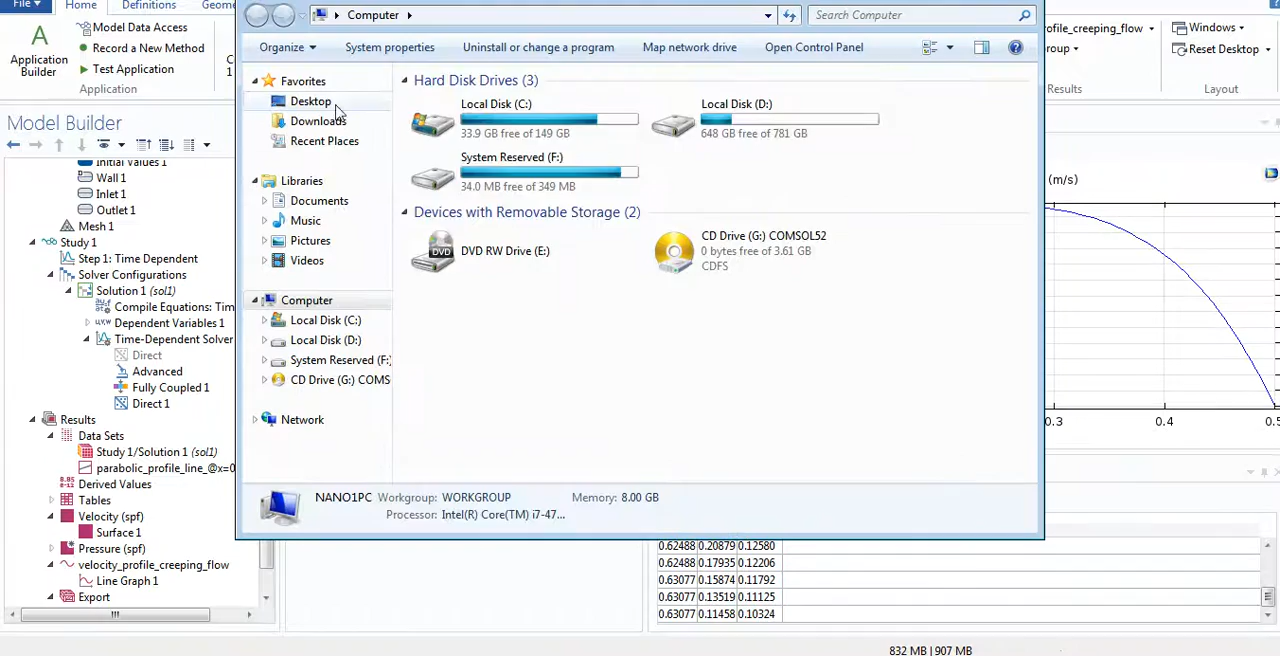 File
Home
Definitions
Geome
Application
Builder
Model Data Access
Record a New Method
Test Application
Application
Computer
Search Computer
Organize
System properties
Uninstall or change a program
Map network drive
Open Control Panel
Favorites
Desktop
Downloads
Recent Places
Libraries
Documents
Music
Pictures
Videos
Computer
Local Disk (C:)
Local Disk (D:)
System Reserved (F:)
CD Drive (G:) COMS
Network
Hard Disk Drives (3)
Local Disk (C:)
33.9 GB free of 149 GB
Local Disk (D:)
648 GB free of 781 GB
System Reserved (F:)
34.0 MB free of 349 MB
Devices with Removable Storage (2)
DVD
DVD RW Drive (E:)
CD Drive (G:) COMSOL52
0 bytes free of 3.61 GB
CDFS
NANO1PC Workgroup: WORKGROUP Memory: 8.00 GB
Processor: Intel(R) Core(TM) i7-47...
ofile_creeping_flow
Windows
roup
Reset Desktop
Results
Layout
(m/s)
0.3 0.4 0.5
Model Builder
Initial Values 1
Wall 1
Inlet 1
Outlet 1
Mesh 1
Study 1
Step 1: Time Dependent
Solver Configurations
Solution 1 (sol1)
Compile Equations: Tim
Dependent Variables 1
Time-Dependent Solver
Direct
Advanced
Fully Coupled 1
Direct 1
Results
Data Sets
Study 1/Solution 1 (sol1)
parabolic_profile_line_@x=0
Derived Values
Tables
Velocity (spf)
Surface 1
Pressure (spf)
velocity_profile_creeping_flow
Line Graph 1
Export
0.62488 0.20879 0.12580
0.62488 0.17935 0.12206
0.63077 0.15874 0.11792
0.63077 0.13519 0.11125
0.63077 0.11458 0.10324
832 MB | 907 MB